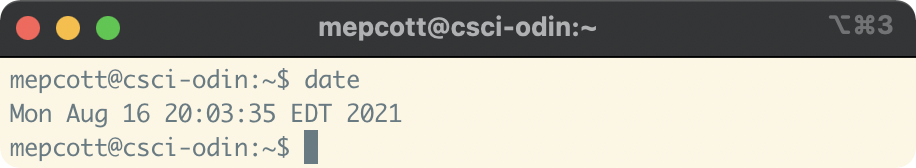 mepcott@csci-odin:~
⌥⌘3
mepcott@csci-odin:~$ date
Mon Aug 16 20:03:35 EDT 2021
mepcott@csci-odin:~$